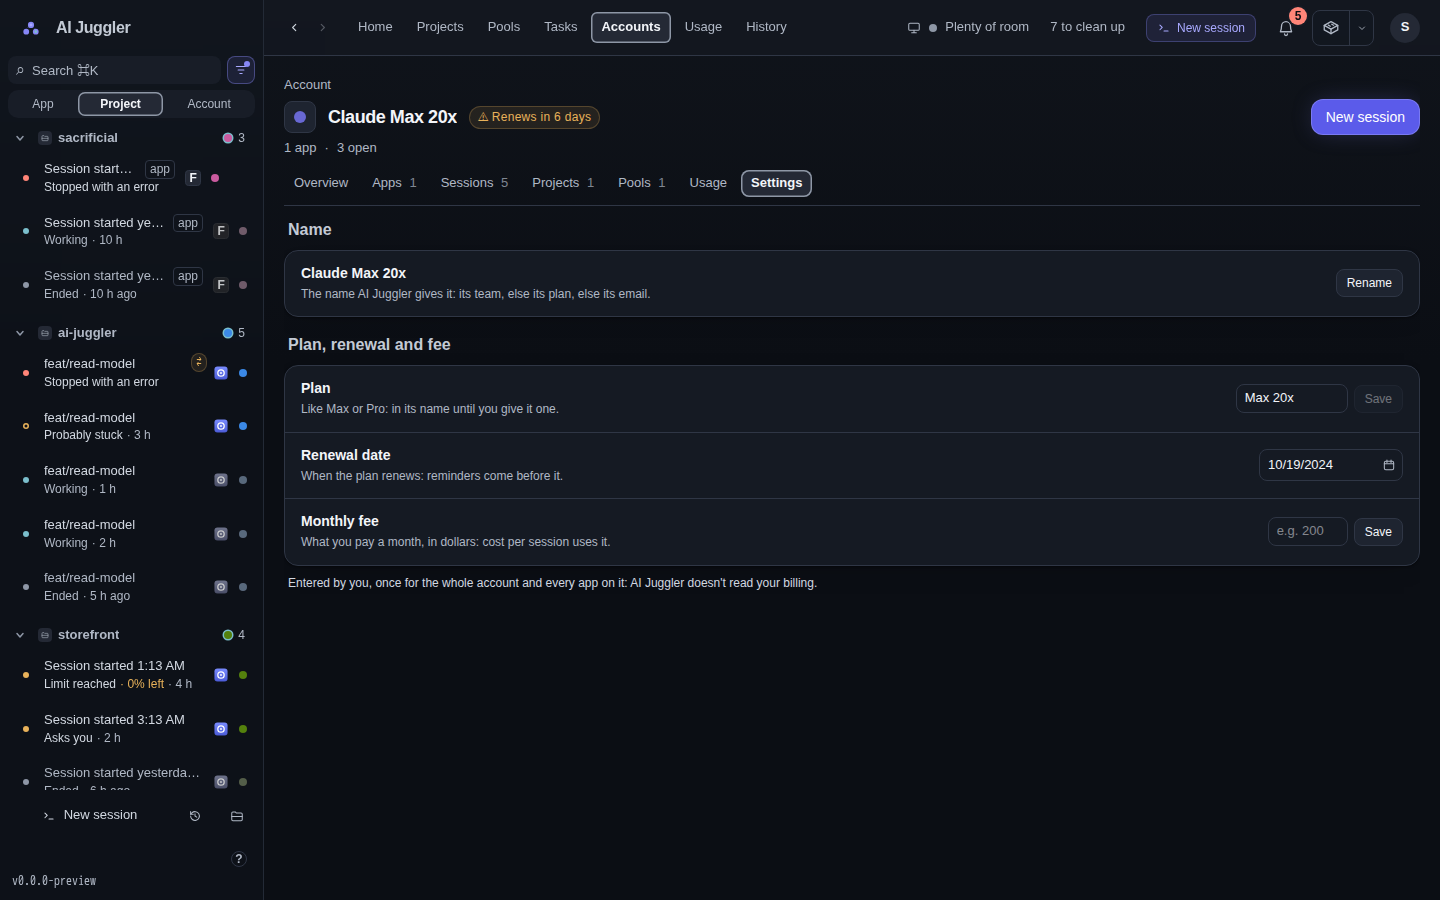 AI Juggler
Home Projects Pools Tasks Accounts Usage History
Plenty of room 7 to clean up New session 5 S
Search ⌘K
App Project Account
sacrificial 3
Session start… app F
Stopped with an error
Session started ye… app F
Working · 10 h
Session started ye… app F
Ended · 10 h ago
ai-juggler 5
feat/read-model
Stopped with an error
feat/read-model
Probably stuck · 3 h
feat/read-model
Working · 1 h
feat/read-model
Working · 2 h
feat/read-model
Ended · 5 h ago
storefront 4
Session started 1:13 AM
Limit reached · 0% left · 4 h
Session started 3:13 AM
Asks you · 2 h
Session started yesterda…
Ended · 6 h ago
New session
?
v0.0.0-preview
Account
Claude Max 20x Renews in 6 days
New session
1 app · 3 open
Overview Apps 1 Sessions 5 Projects 1 Pools 1 Usage Settings
Name
Claude Max 20x
The name AI Juggler gives it: its team, else its plan, else its email.
Rename
Plan, renewal and fee
Plan
Like Max or Pro: in its name until you give it one.
Max 20x Save
Renewal date
When the plan renews: reminders come before it.
10/19/2024
Monthly fee
What you pay a month, in dollars: cost per session uses it.
e.g. 200 Save
Entered by you, once for the whole account and every app on it: AI Juggler doesn't read your billing.